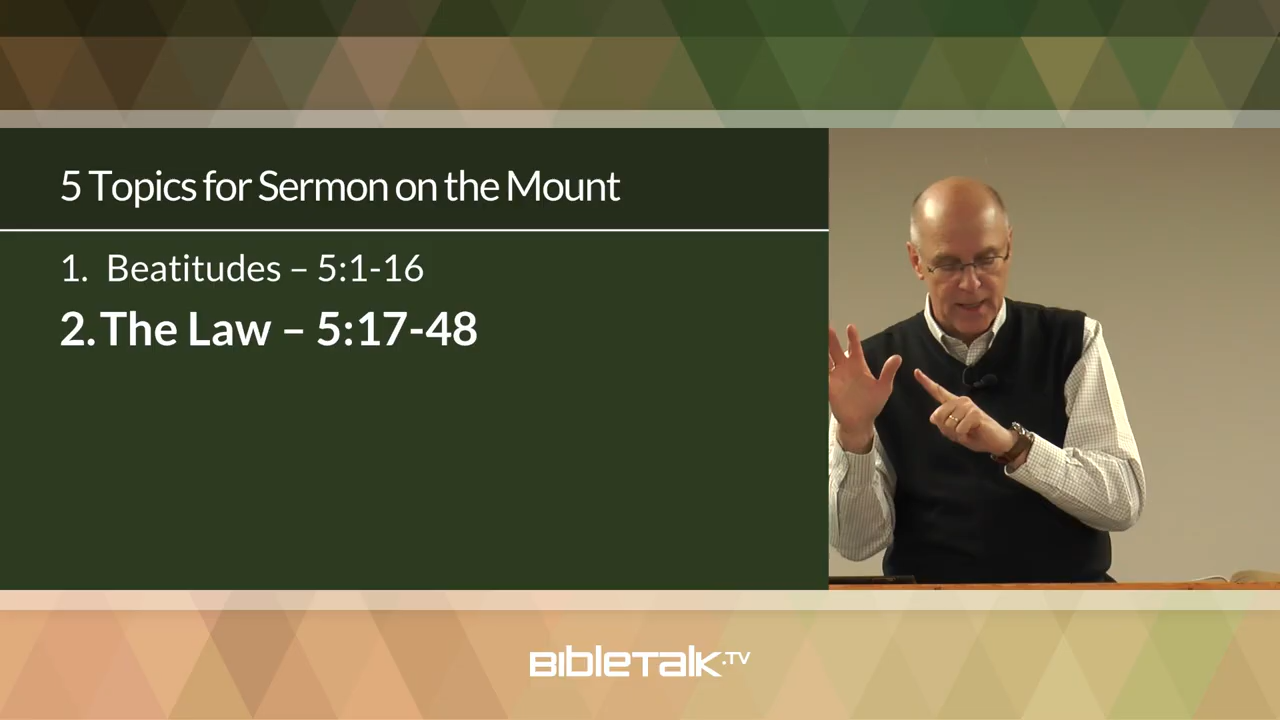 5 Topics for Sermon on the Mount
1. Beatitudes – 5:1-16
2. The Law – 5:17-48
BibleTalk.TV